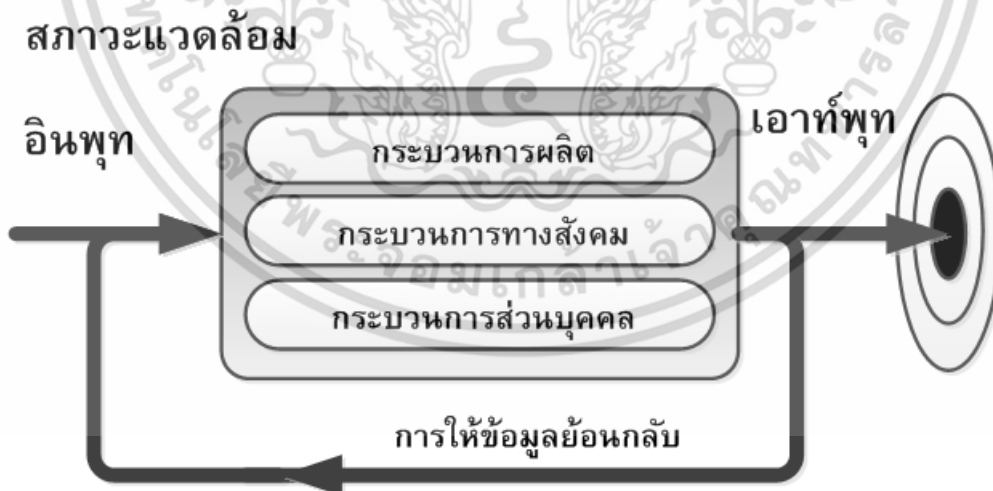 สภาวะแวดล้อม
อินพุท
เอาท์พุท
กระบวนการผลิต
กระบวนการทางสังคม
กระบวนการส่วนบุคคล
การให้ข้อมูลย้อนกลับ